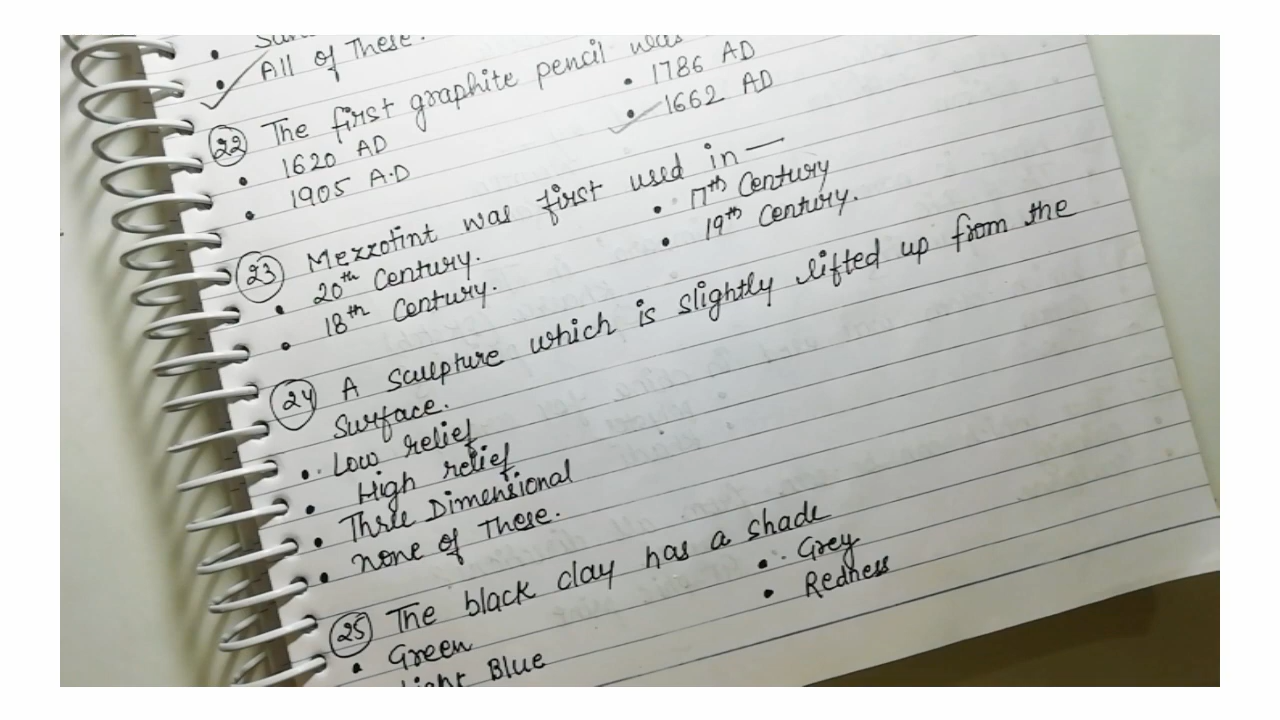 All of These.
22 The first graphite pencil was
• 1620 AD • 1786 AD
• 1905 A.D • 1662 AD
23 Mezzotint was first used in —
• 20th Century. • 17th Century
• 18th Century. • 19th Century.
24 A Sculpture which is slightly lifted up from the
Surface.
• Low relief
• High relief
• Three Dimensional
• none of These.
25 The black clay has a shade
• Green • Grey
Blue • Redness